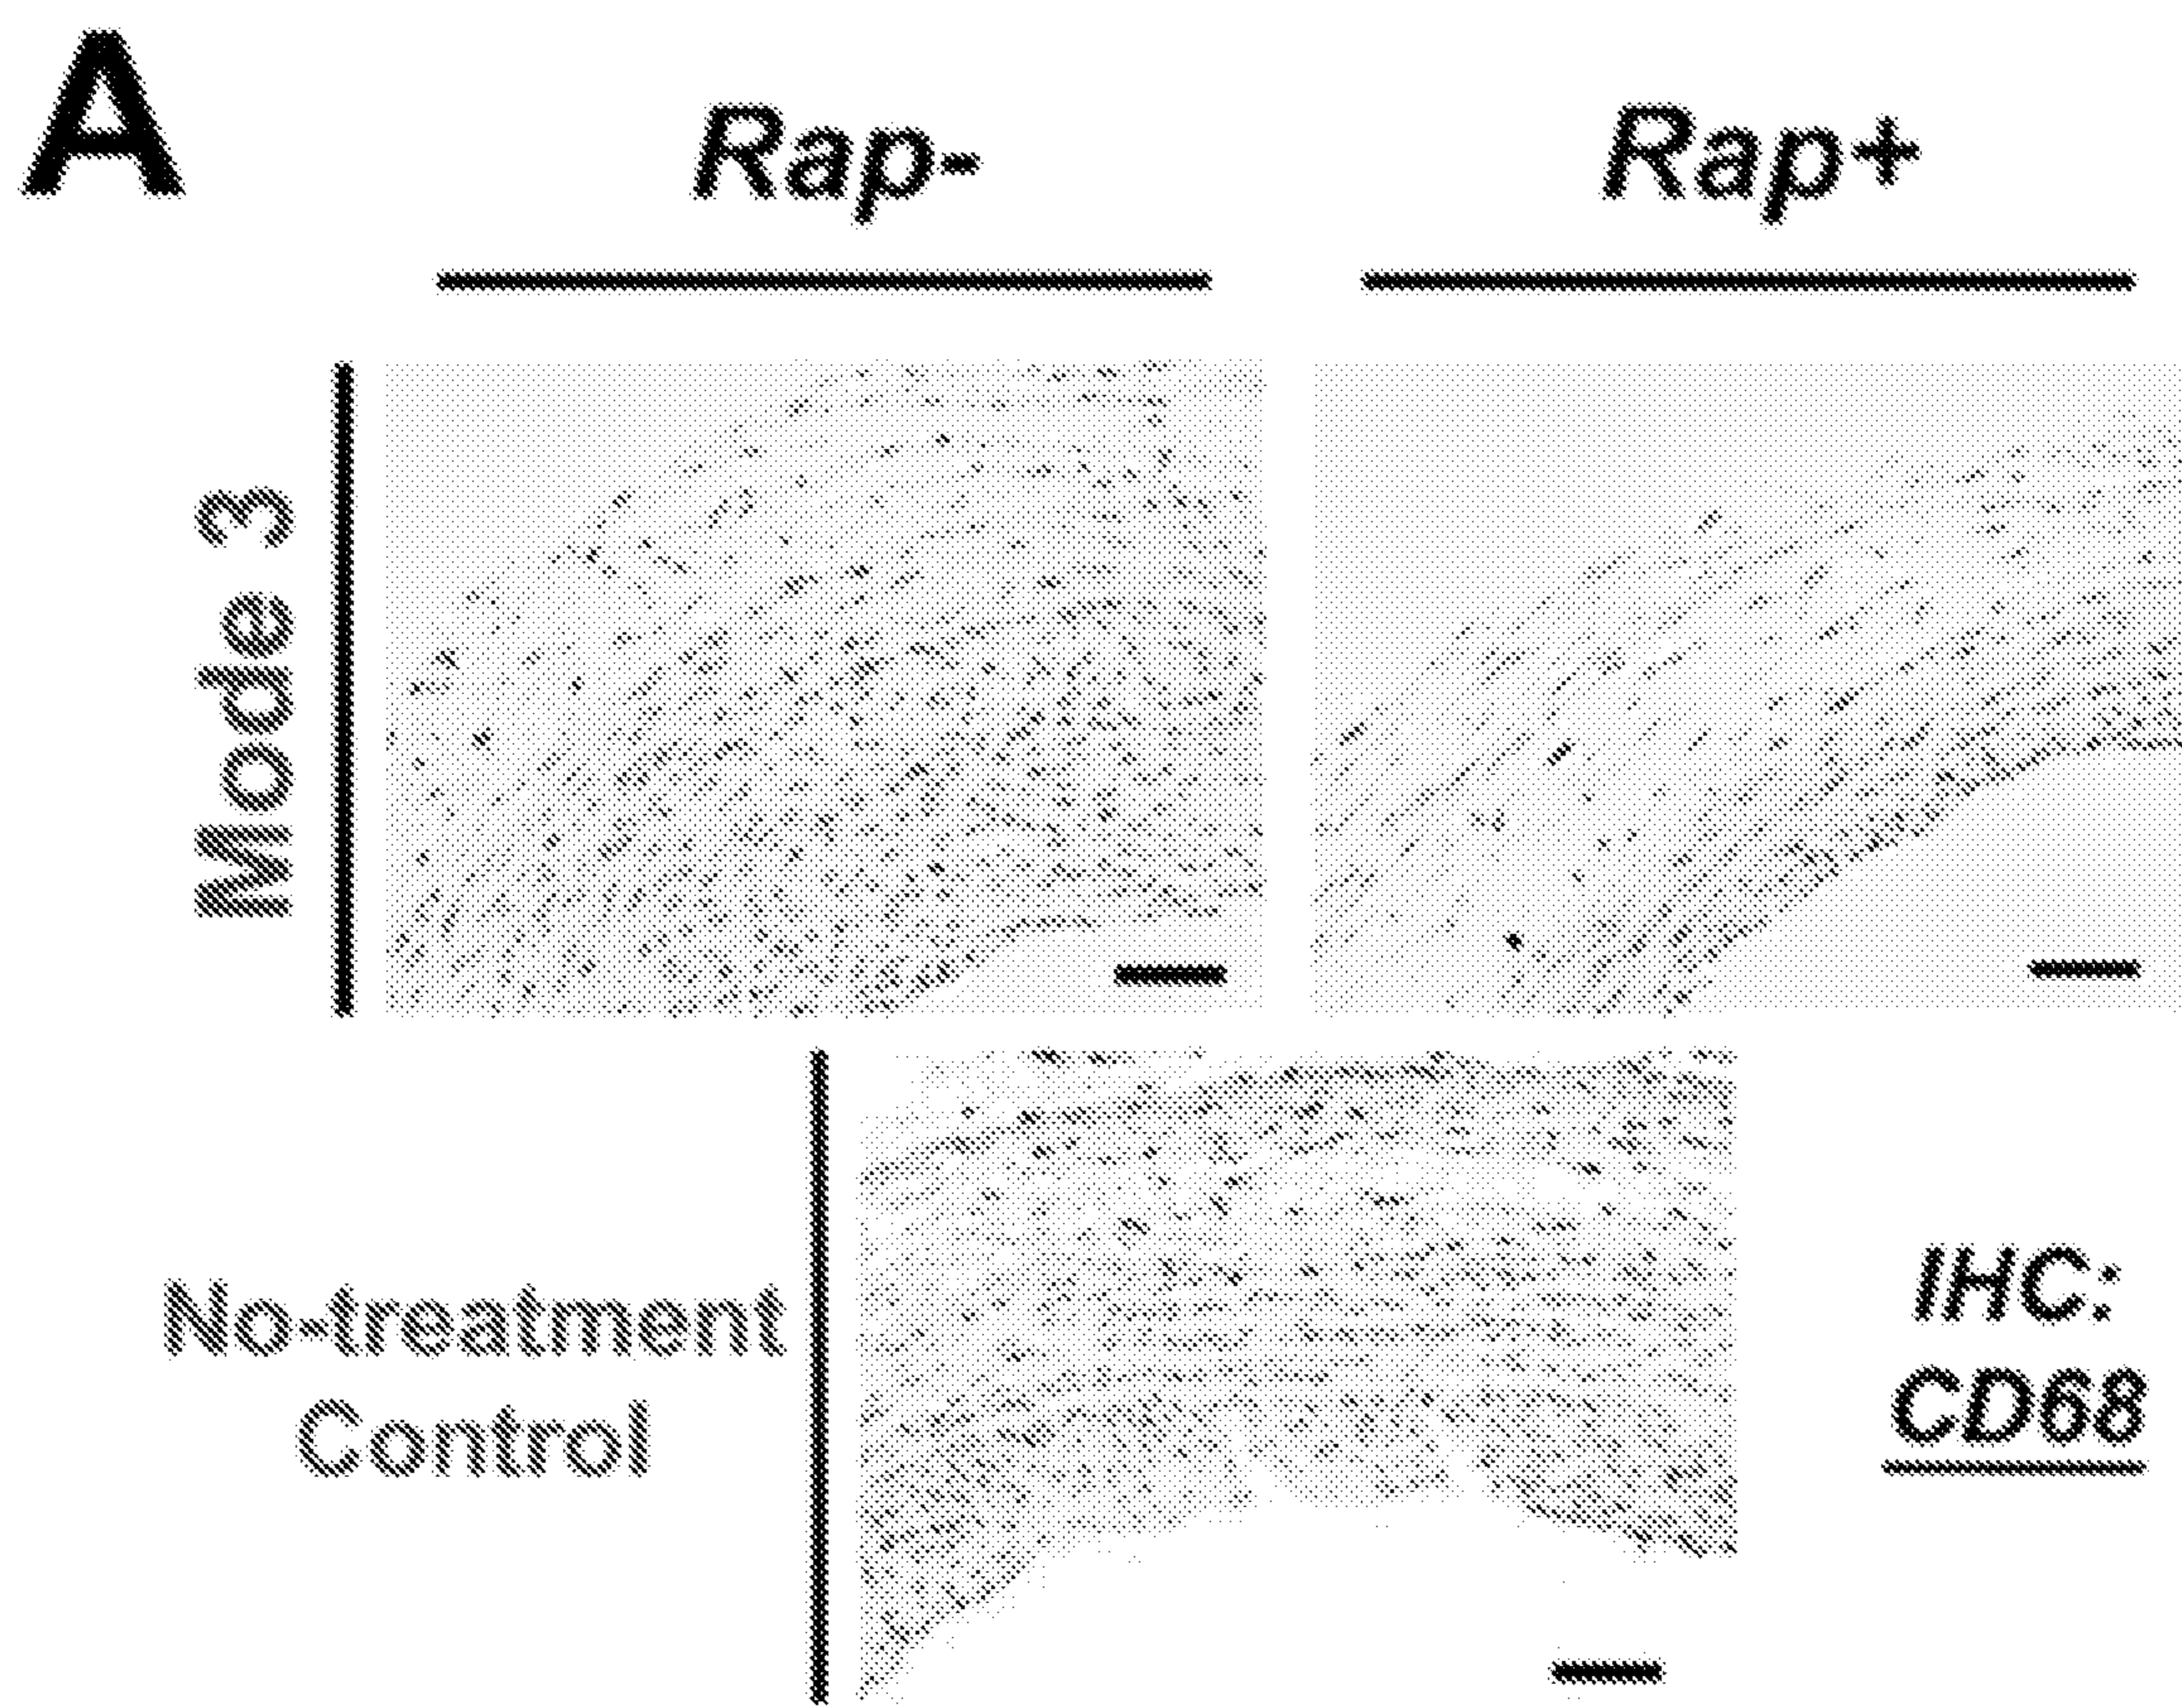 A
Rap-
Rap+
Mode 3
No-treatment
Control
IHC:
CD68